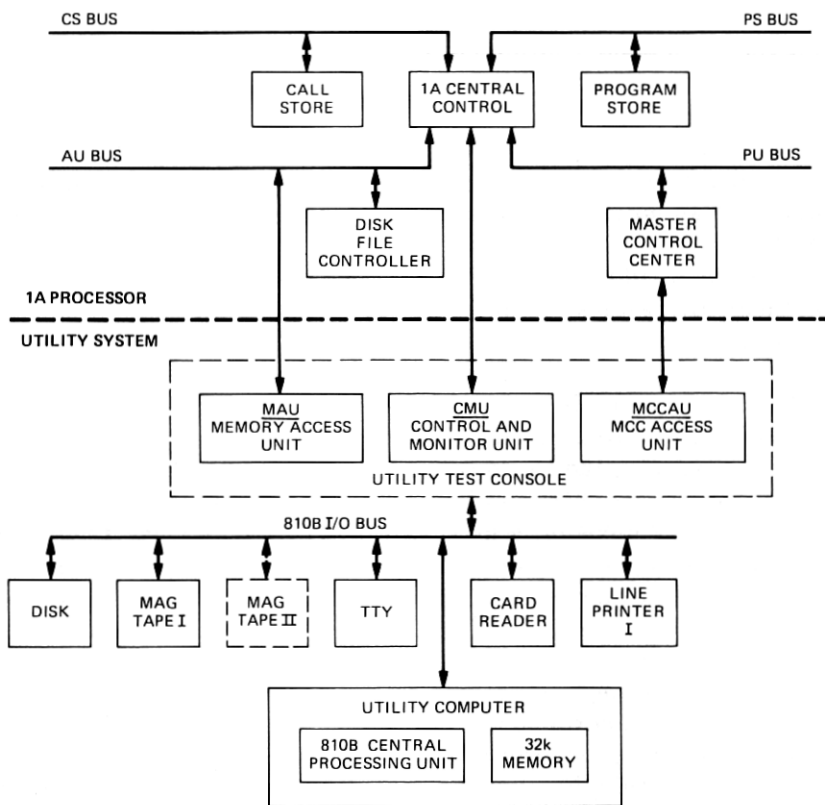 CS BUS
PS BUS
CALL
STORE
1A CENTRAL
CONTROL
PROGRAM
STORE
AU BUS
PU BUS
DISK
FILE
CONTROLLER
MASTER
CONTROL
CENTER
1A PROCESSOR
UTILITY SYSTEM
MAU
MEMORY ACCESS
UNIT
CMU
CONTROL AND
MONITOR UNIT
MCCAU
MCC ACCESS
UNIT
UTILITY TEST CONSOLE
810B I/O BUS
DISK
MAG
TAPE I
MAG
TAPE II
TTY
CARD
READER
LINE
PRINTER
I
UTILITY COMPUTER
810B CENTRAL
PROCESSING UNIT
32k
MEMORY